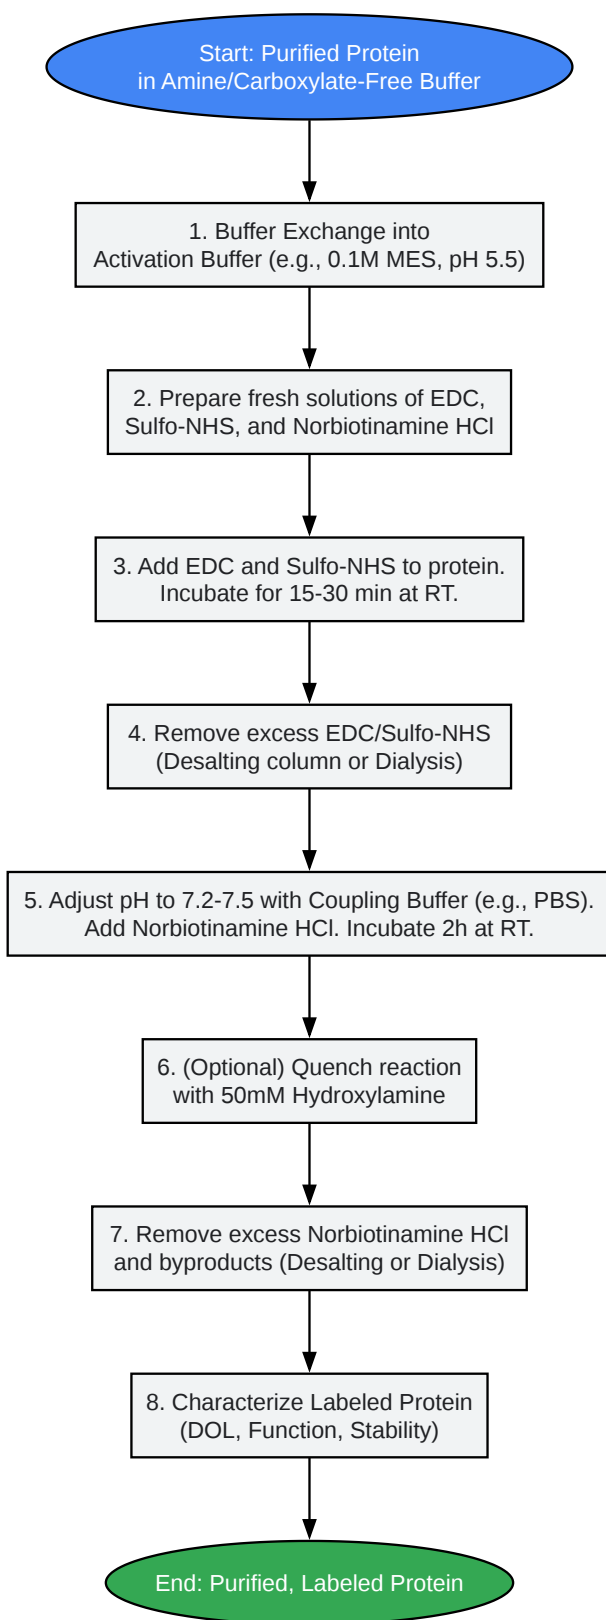 Start: Purified Protein
in Amine/Carboxylate-Free Buffer
1. Buffer Exchange into
Activation Buffer (e.g., 0.1M MES, pH 5.5)
2. Prepare fresh solutions of EDC,
Sulfo-NHS, and Norbiotinamine HCl
3. Add EDC and Sulfo-NHS to protein.
Incubate for 15-30 min at RT.
4. Remove excess EDC/Sulfo-NHS
(Desalting column or Dialysis)
5. Adjust pH to 7.2-7.5 with Coupling Buffer (e.g., PBS).
Add Norbiotinamine HCl. Incubate 2h at RT.
6. (Optional) Quench reaction
with 50mM Hydroxylamine
7. Remove excess Norbiotinamine HCl
and byproducts (Desalting or Dialysis)
8. Characterize Labeled Protein
(DOL, Function, Stability)
End: Purified, Labeled Protein